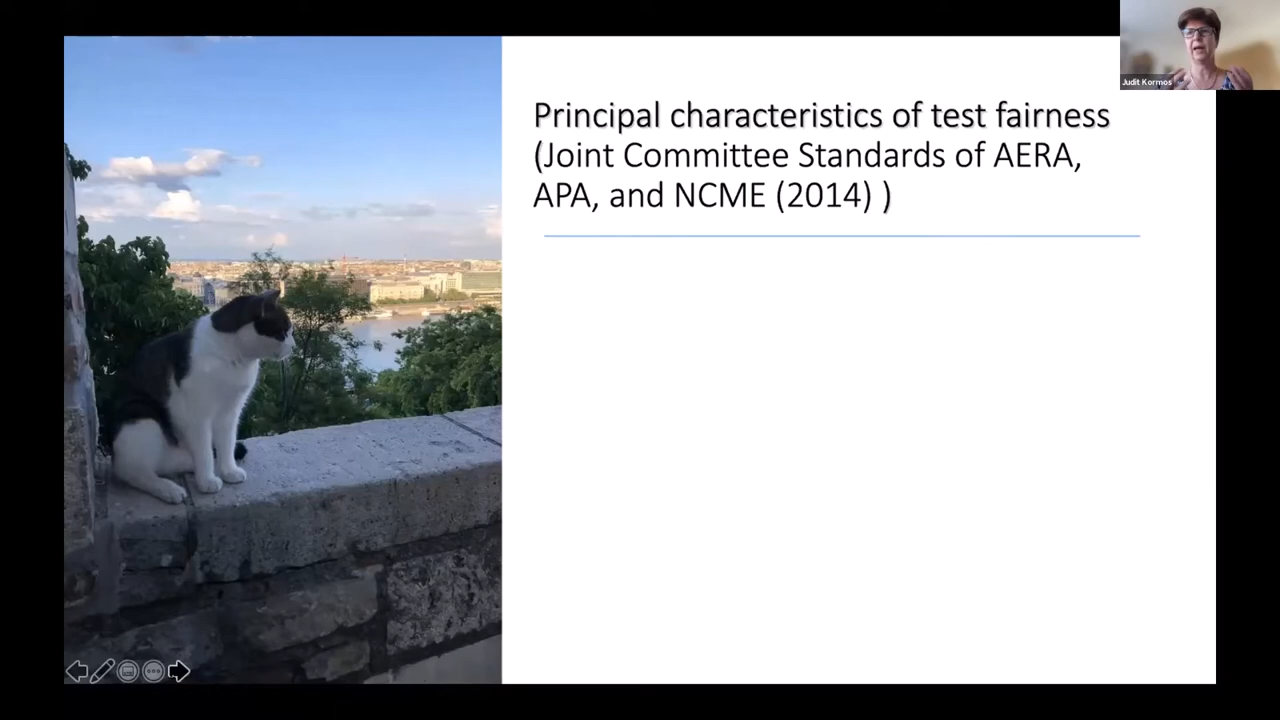 Principal characteristics of test fairness
(Joint Committee Standards of AERA,
APA, and NCME (2014) )
Judit Kormos